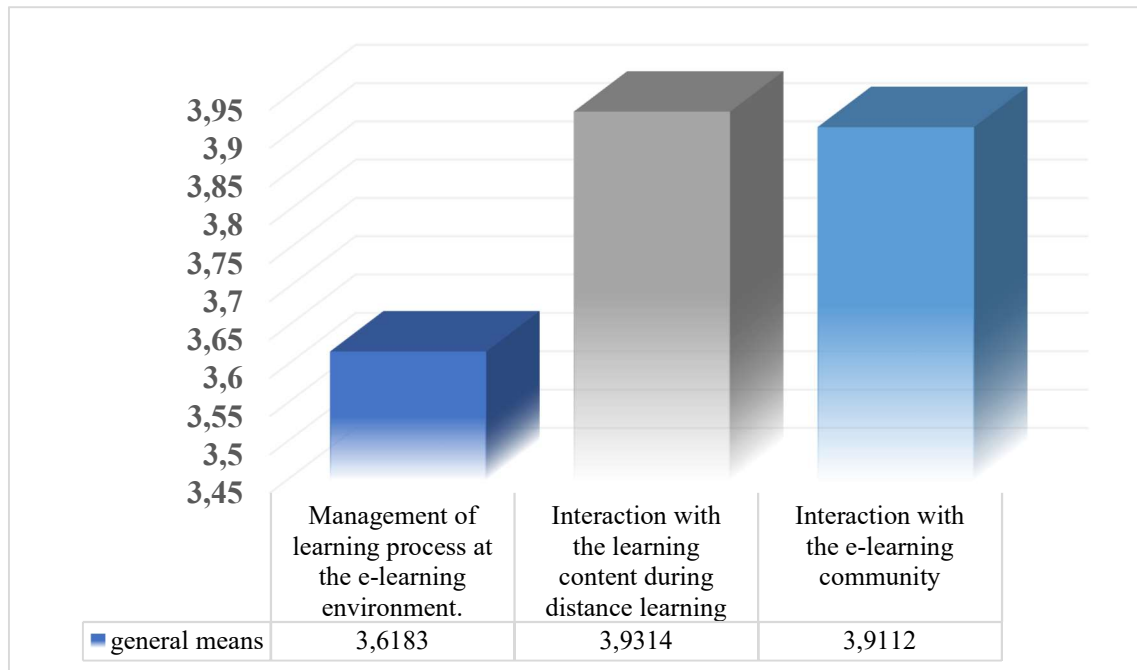 3,95
3,9
3,85
3,8
3,75
3,7
3,65
3,6
3,55
3,5
3,45
Management of
learning process at
the e-learning
environment.
Interaction with
the learning
content during
distance learning
Interaction with
the e-learning
community
general means
3,6183
3,9314
3,9112